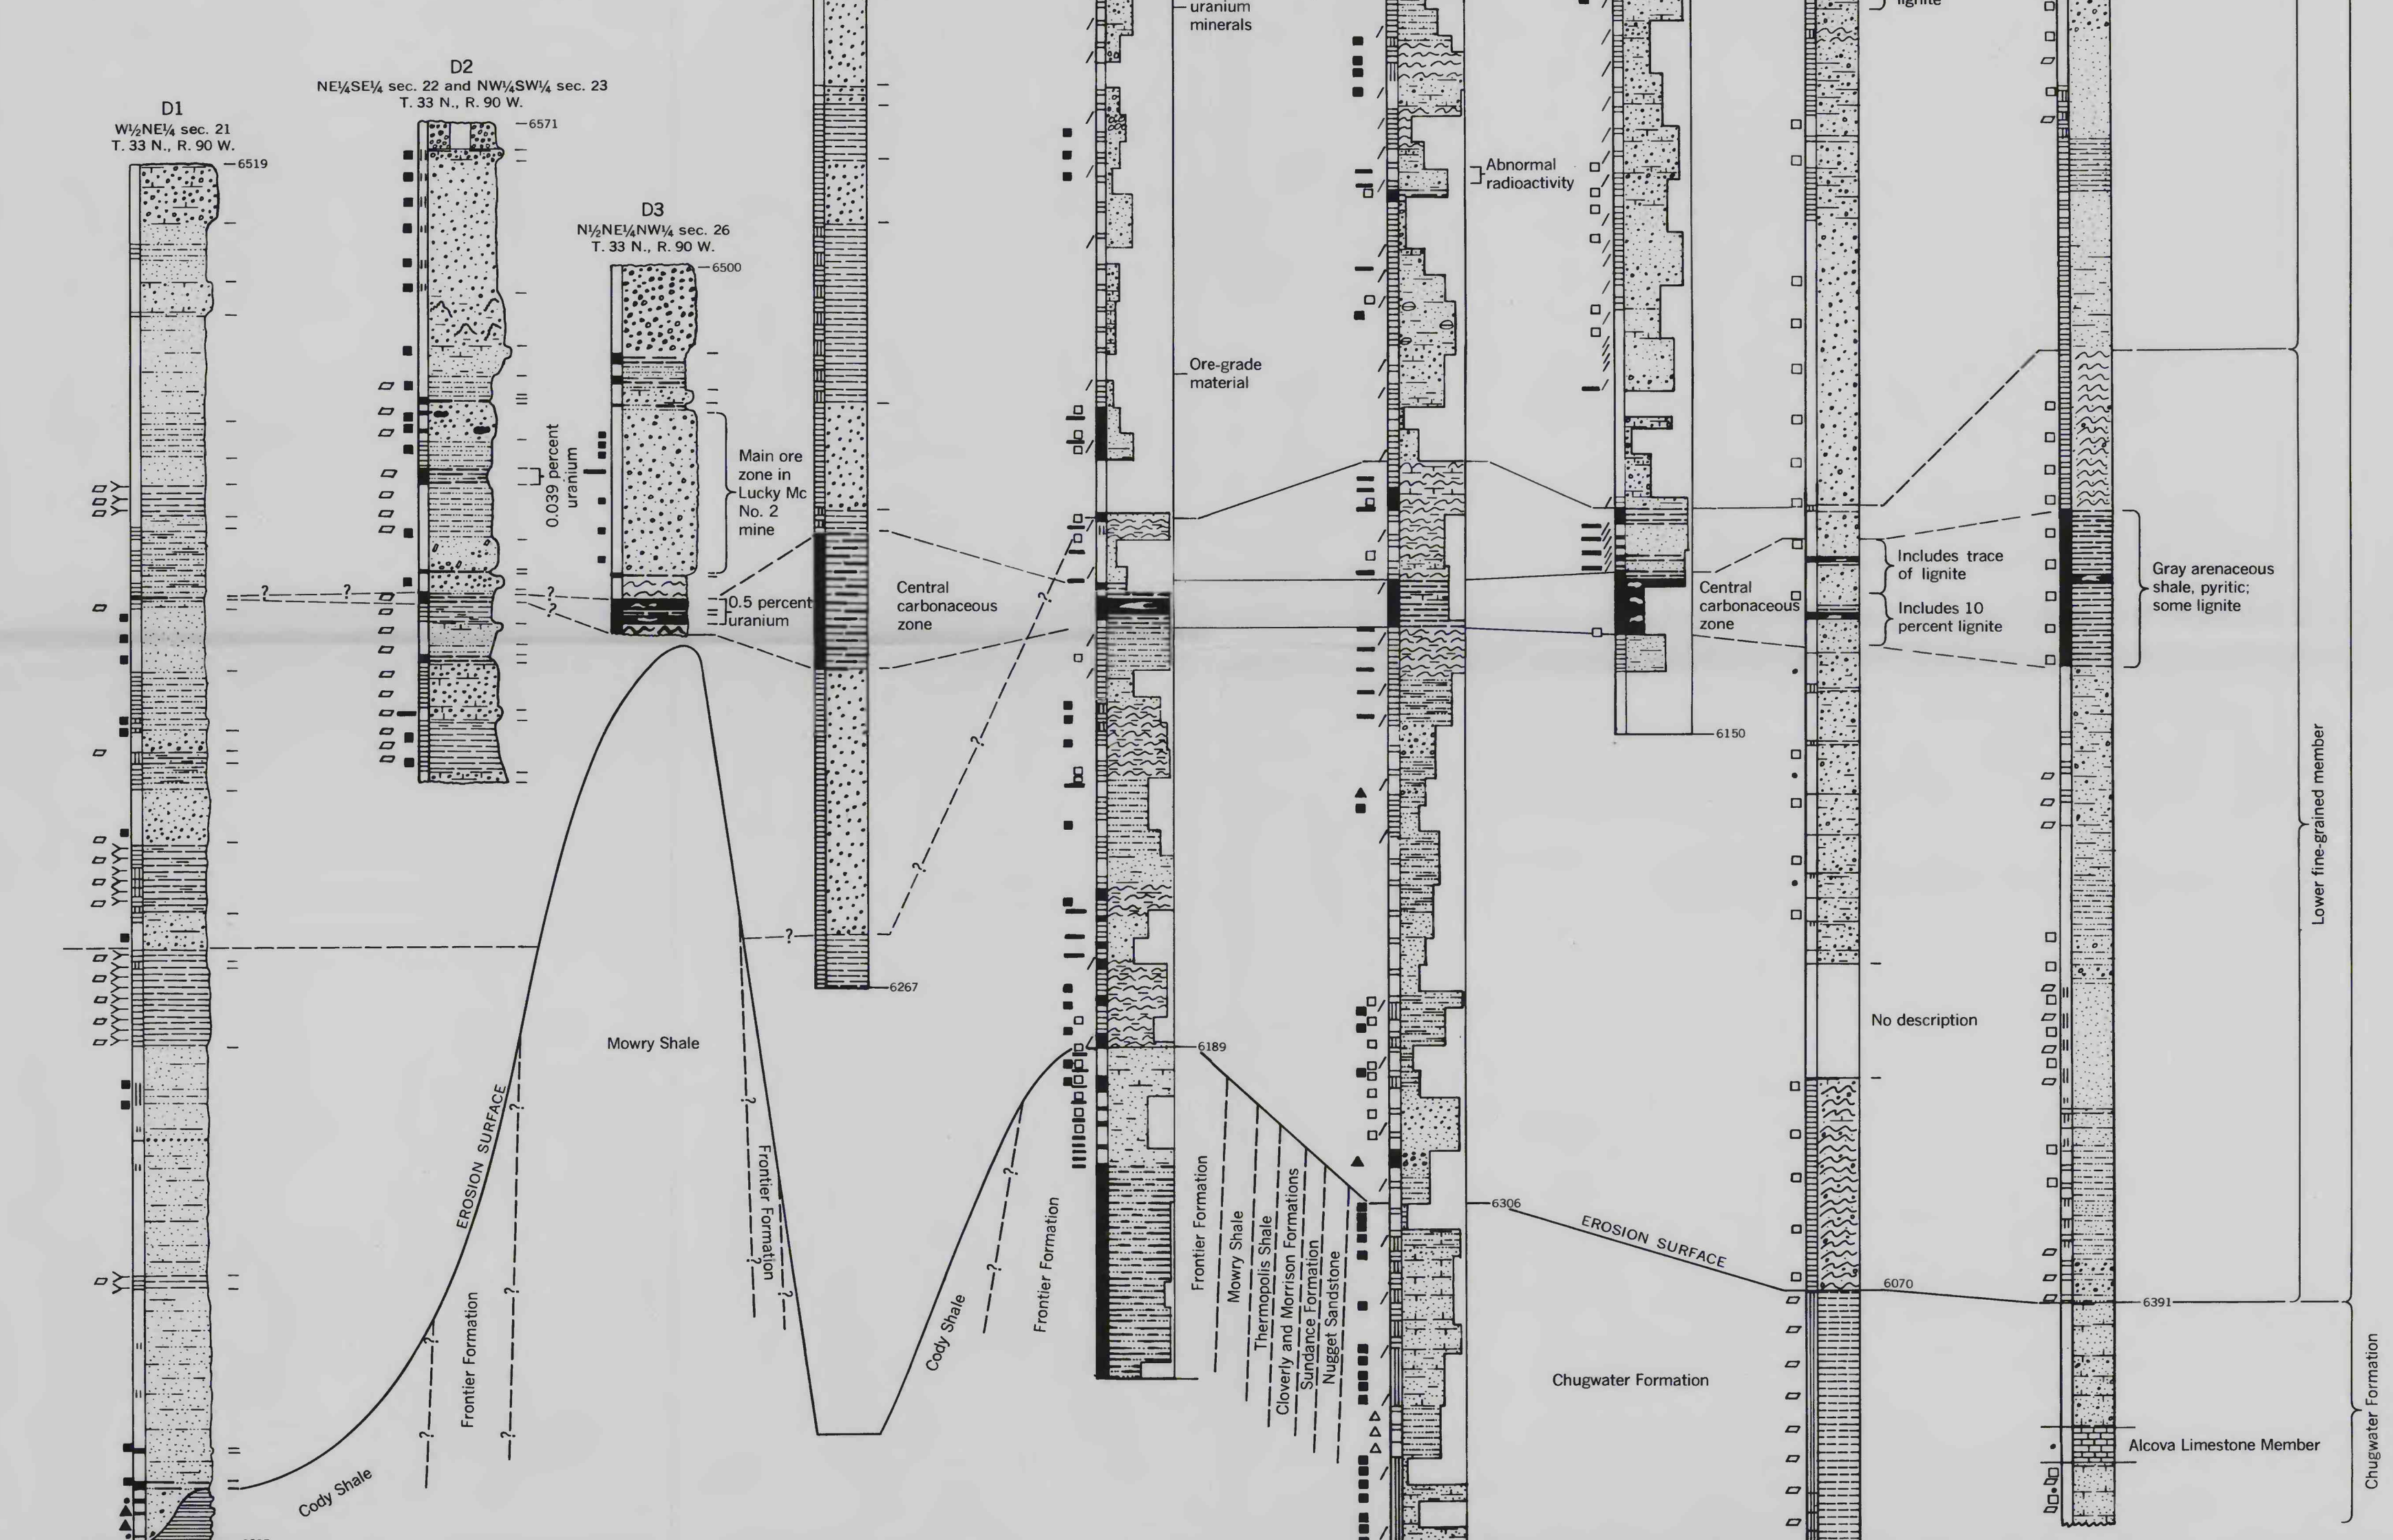 uranium
minerals
lignite
D2
NE¼SE¼ sec. 22 and NW¼SW¼ sec. 23
T. 33 N., R. 90 W.
6571
D1
W½NE¼ sec. 21
T. 33 N., R. 90 W.
6519
Abnormal
radioactivity
D3
N½NE¼NW¼ sec. 26
T. 33 N., R. 90 W.
6500
Ore-grade
material
0.039 percent
uranium
Main ore
zone in
Lucky Mc
No. 2
mine
Includes trace
of lignite
Gray arenaceous
shale, pyritic;
some lignite
?
?
?
?
?
0.5 percent
uranium
Central
carbonaceous
zone
Central
carbonaceous
zone
Includes 10
percent lignite
6150
?
?
?
Lower fine-grained member
6267
No description
Mowry Shale
6189
EROSION SURFACE
?
?
?
?
?
?
?
?
?
?
Frontier Formation
Frontier Formation
Cody Shale
Frontier Formation
Frontier Formation
Mowry Shale
Thermopolis Shale
Cloverly and Morrison Formations
Sundance Formation
Nugget Sandstone
6306
EROSION SURFACE
6070
6391
Chugwater Formation
Chugwater Formation
Alcova Limestone Member
Cody Shale